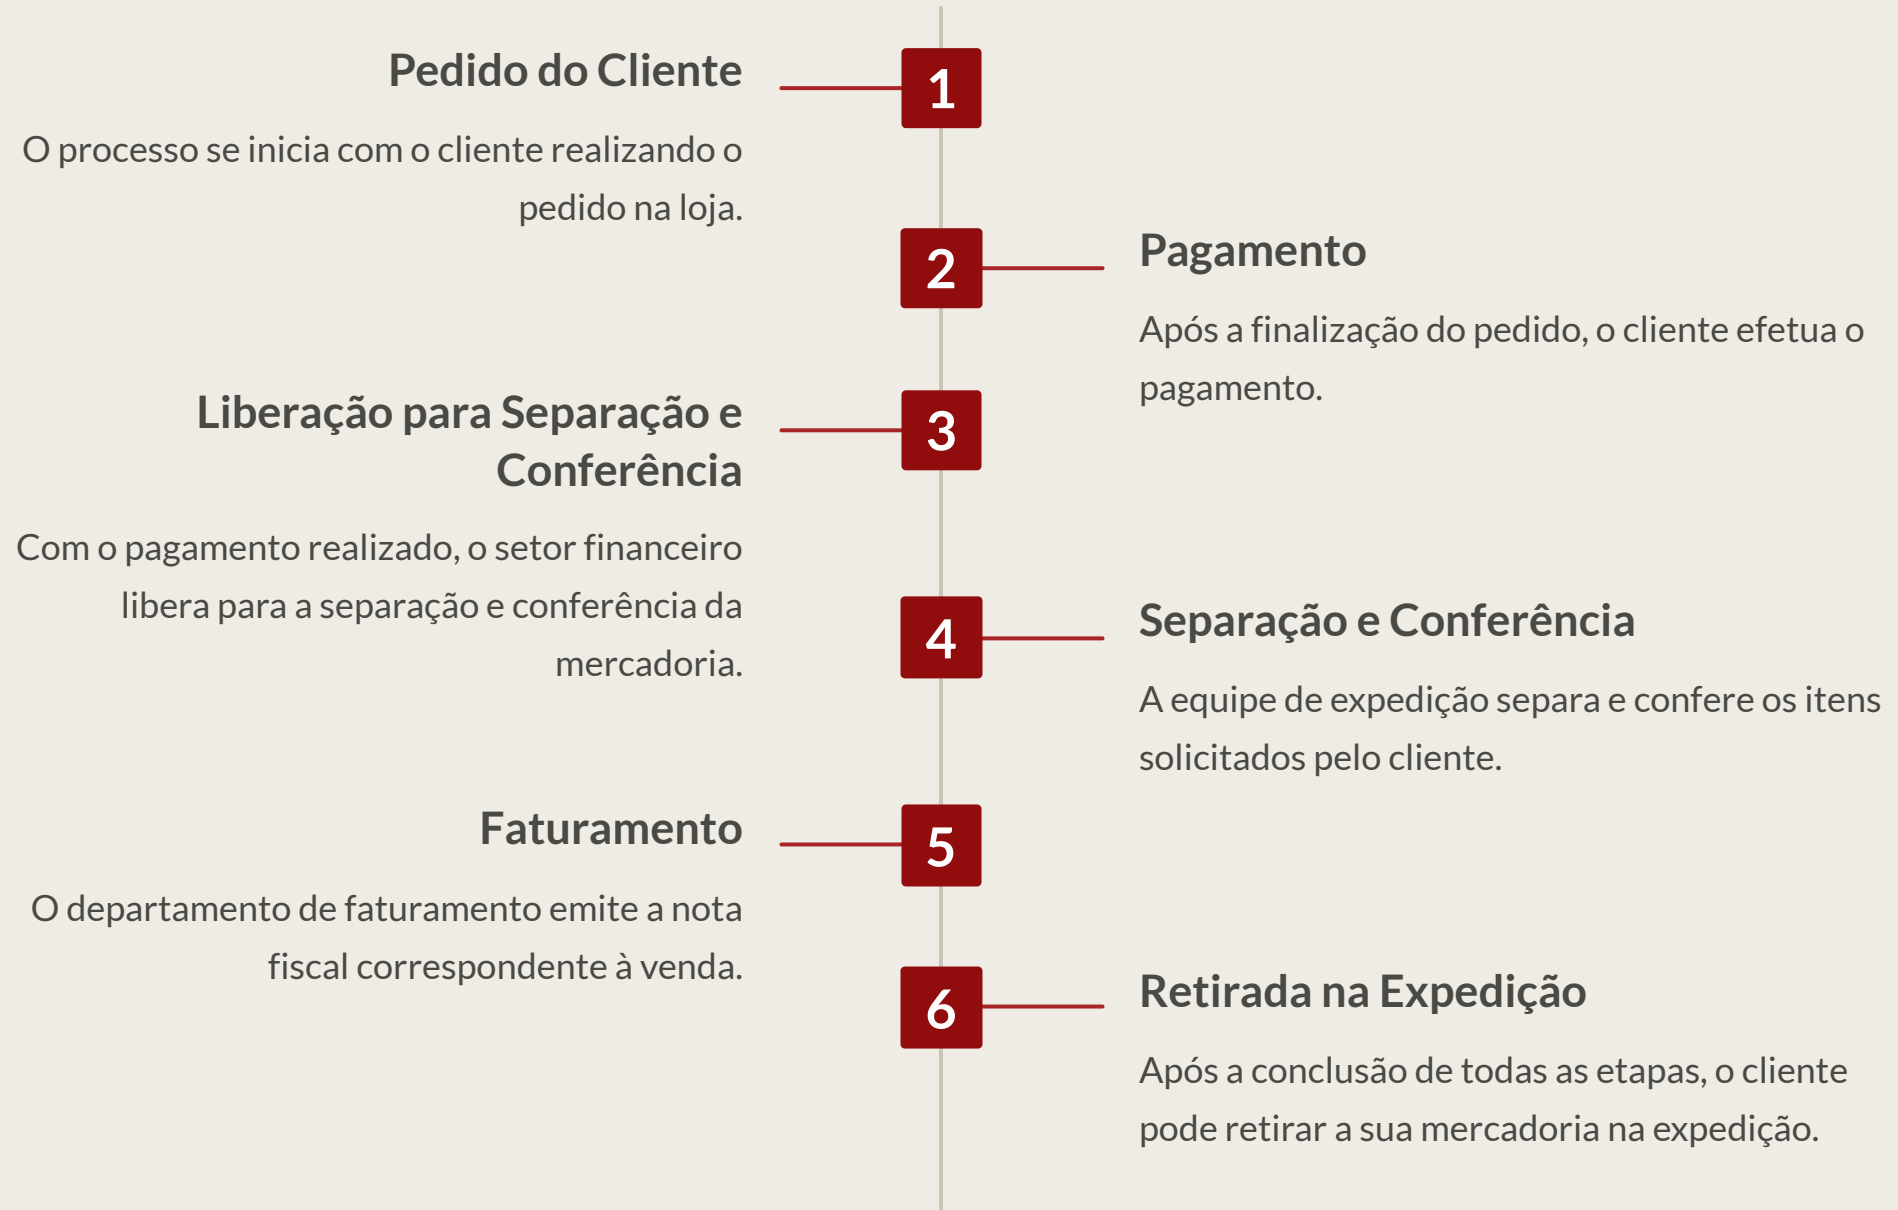 Pedido do Cliente
1
O processo se inicia com o cliente realizando o
pedido na loja.
2
Pagamento
Após a finalização do pedido, o cliente efetua o
pagamento.
3
Liberação para Separação e
Conferência
Com o pagamento realizado, o setor financeiro
libera para a separação e conferência da
mercadoria.
4
Separação e Conferência
A equipe de expedição separa e confere os itens
solicitados pelo cliente.
5
Faturamento
O departamento de faturamento emite a nota
fiscal correspondente à venda.
6
Retirada na Expedição
Após a conclusão de todas as etapas, o cliente
pode retirar a sua mercadoria na expedição.